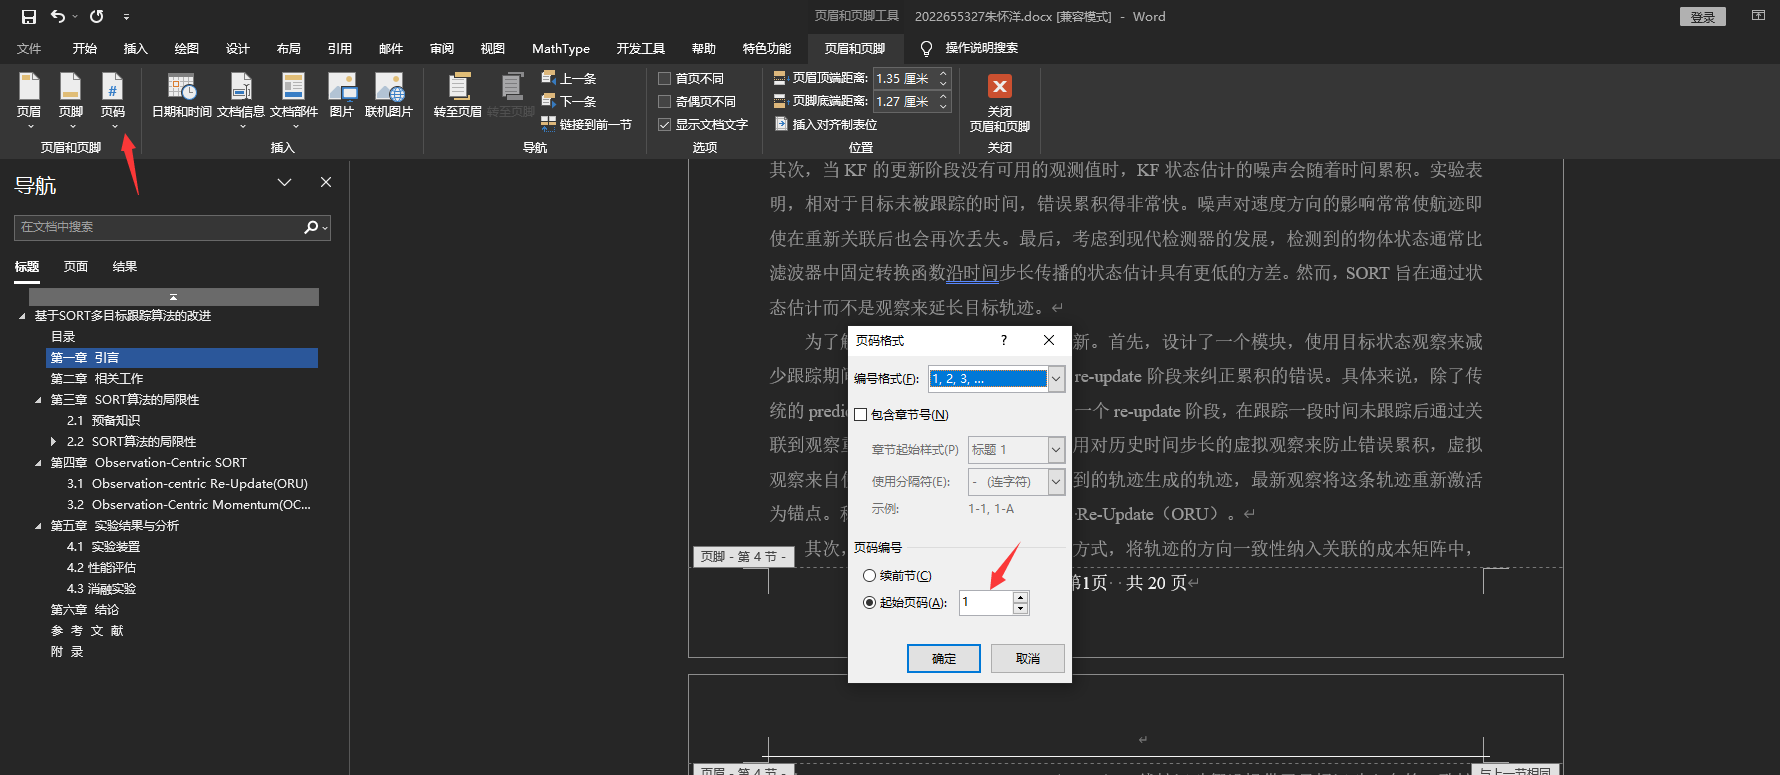 页眉和页脚工具 2022655327朱怀洋.docx [兼容模式] - Word 登录
文件 开始 插入 绘图 设计 布局 引用 邮件 审阅 视图 MathType 开发工具 帮助 特色功能 页眉和页脚 操作说明搜索
页眉 页脚 页码 日期和时间 文档信息 文档部件 图片 联机图片 转至页眉 转至页脚
上一条
下一条
链接到前一节
首页不同
奇偶页不同
显示文档文字
页眉顶端距离: 1.35 厘米
页脚底端距离: 1.27 厘米
插入对齐制表位
关闭
页眉和页脚
页眉和页脚 插入 导航 选项 位置 关闭
导航
在文档中搜索
标题 页面 结果
基于SORT多目标跟踪算法的改进
目录
第一章 引言
第二章 相关工作
第三章 SORT算法的局限性
2.1 预备知识
2.2 SORT算法的局限性
第四章 Observation-Centric SORT
3.1 Observation-centric Re-Update(ORU)
3.2 Observation-Centric Momentum(OC...
第五章 实验结果与分析
4.1 实验装置
4.2 性能评估
4.3 消融实验
第六章 结论
参 考 文 献
附 录
其次，当 KF 的更新阶段没有可用的观测值时，KF 状态估计的噪声会随着时间累积。实验表
明，相对于目标未被跟踪的时间，错误累积得非常快。噪声对速度方向的影响常常使航迹即
使在重新关联后也会再次丢失。最后，考虑到现代检测器的发展，检测到的物体状态通常比
滤波器中固定转换函数沿时间步长传播的状态估计具有更低的方差。然而，SORT 旨在通过状
态估计而不是观察来延长目标轨迹。
为了解 新。首先，设计了一个模块，使用目标状态观察来减
少跟踪期间 re-update 阶段来纠正累积的错误。具体来说，除了传
统的 predic 一个 re-update 阶段，在跟踪一段时间未跟踪后通过关
联到观察重 用对历史时间步长的虚拟观察来防止错误累积，虚拟
观察来自使 到的轨迹生成的轨迹，最新观察将这条轨迹重新激活
为锚点。称 Re-Update（ORU）。
其次， 方式，将轨迹的方向一致性纳入关联的成本矩阵中，
页脚 - 第 4 节 -
第1页 共 20 页
页码格式 ?
编号格式(F): 1, 2, 3, ...
包含章节号(N)
章节起始样式(P) 标题 1
使用分隔符(E): - (连字符)
示例: 1-1, 1-A
页码编号
续前节(C)
起始页码(A): 1
确定 取消
页眉 - 第 4 节 -
与上一节相同